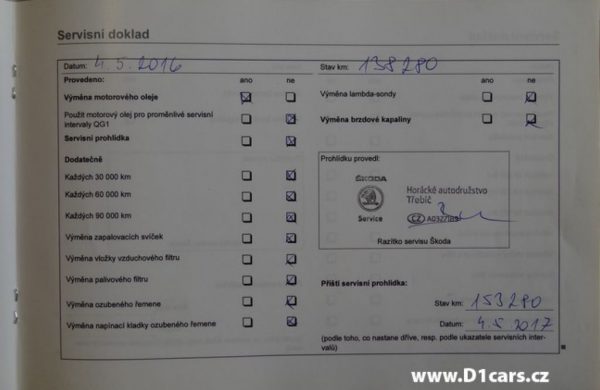 Servisní doklad
Datum: 4.5.2016
Stav km: 138280
Provedeno: ano ne
ano ne
Výměna motorového oleje
Použit motorový olej pro proměnlivé servisní
intervaly QG1
Servisní prohlídka
Dodatečně
Každých 30 000 km
Každých 60 000 km
Každých 90 000 km
Výměna zapalovacích svíček
Výměna vložky vzduchového filtru
Výměna palivového filtru
Výměna ozubeného řemene
Výměna napínací kladky ozubeného řemene
Výměna lambda-sondy
Výměna brzdové kapaliny
Prohlídku provedl:
ŠKODA
Service
Horácké autodružstvo
Třebíč
CZ
Razítko servisu Škoda
Příští servisní prohlídka:
Stav km: 153280
Datum: 4.5.2017
(podle toho, co nastane dříve, resp. podle ukazatele servisních inter-
valů)
www.D1cars.cz